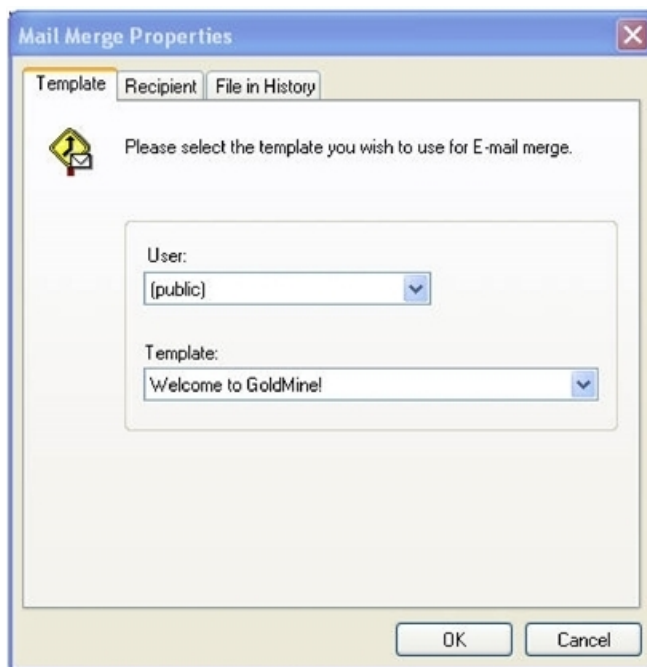 Mail Merge Properties
Template Recipient File in History
Please select the template you wish to use for E-mail merge.
User:
(public)
Template:
Welcome to GoldMine!
OK Cancel